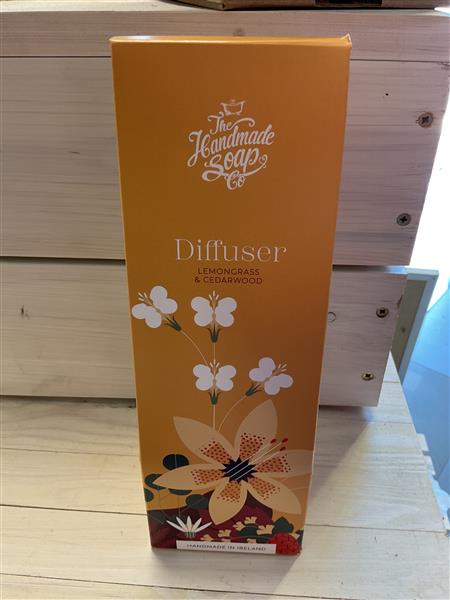 The
Handmade
Soap
Co
Diffuser
LEMONGRASS
& CEDARWOOD
HANDMADE IN IRELAND